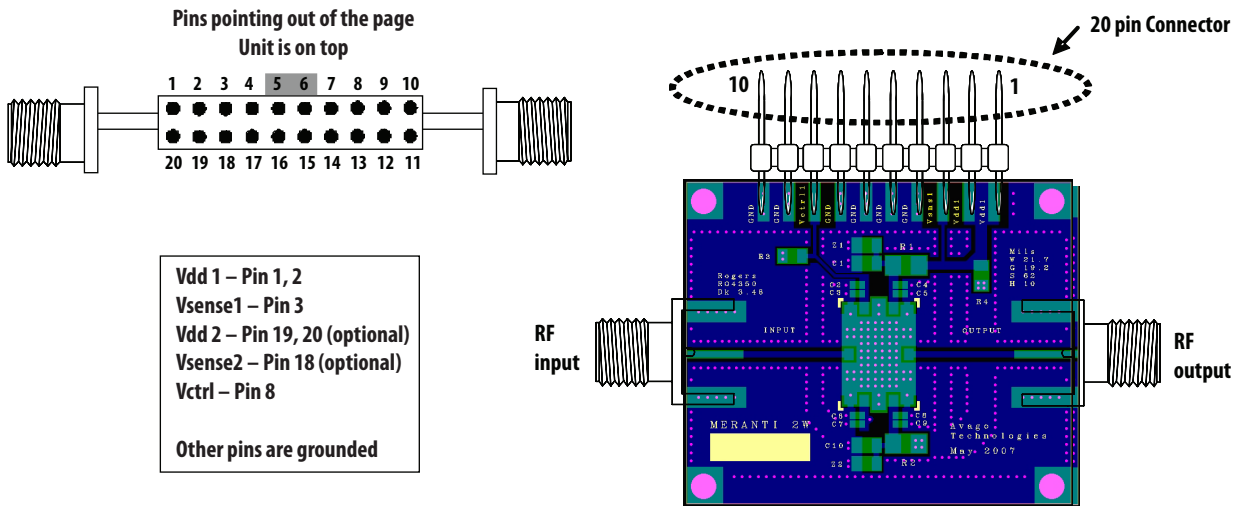 Pins pointing out of the page
Unit is on top
1 2 3 4 5 6 7 8 9 10
20 19 18 17 16 15 14 13 12 11
Vdd 1 – Pin 1, 2
Vsense1 – Pin 3
Vdd 2 – Pin 19, 20 (optional)
Vsense2 – Pin 18 (optional)
Vctrl – Pin 8
Other pins are grounded
20 pin Connector
10 1
GND GND Vctrl1 GND GND GND GND Vsns1 Vdd1 Vdd1
Z1 R1
R3 C1
Mils
W 21.7
G 19.2
S 62
H 10
Rogers
RO4350
Dk 3.48
C2 C4
C3 C5
R4
INPUT OUTPUT
RF
input
RF
output
C6 C8
C7 C9
MERANTI 2W
C10
Z2 R2
Avago
Technologies
May 2007